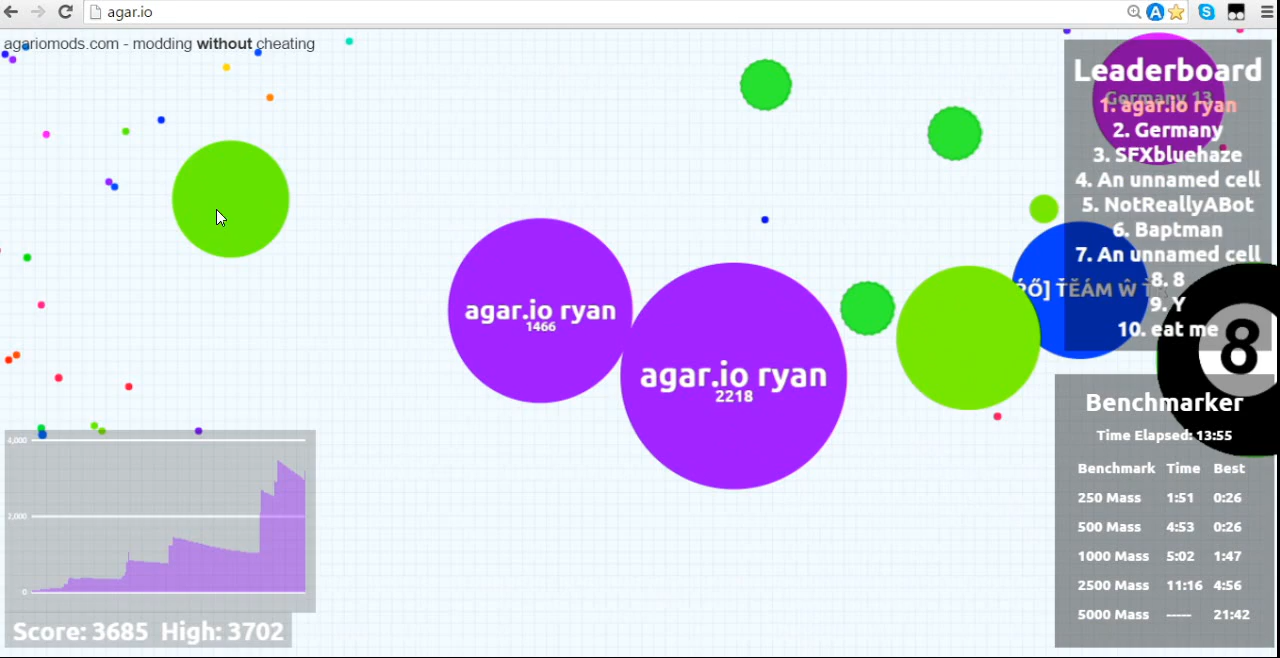 agar.io
agariomods.com - modding without cheating
Leaderboard
Germany 13
1. agar.io ryan
2. Germany
3. SFXbluehaze
4. An unnamed cell
5. NotReallyABot
6. Baptman
7. An unnamed cell
8. 8
9. Y
10. eat me
agar.io ryan
1466
agar.io ryan
2218
TĔÁM Ŵ
8
Benchmarker
Time Elapsed: 13:55
Benchmark Time Best
250 Mass 1:51 0:26
500 Mass 4:53 0:26
1000 Mass 5:02 1:47
2500 Mass 11:16 4:56
5000 Mass ----- 21:42
4,000
2,000
0
Score: 3685 High: 3702